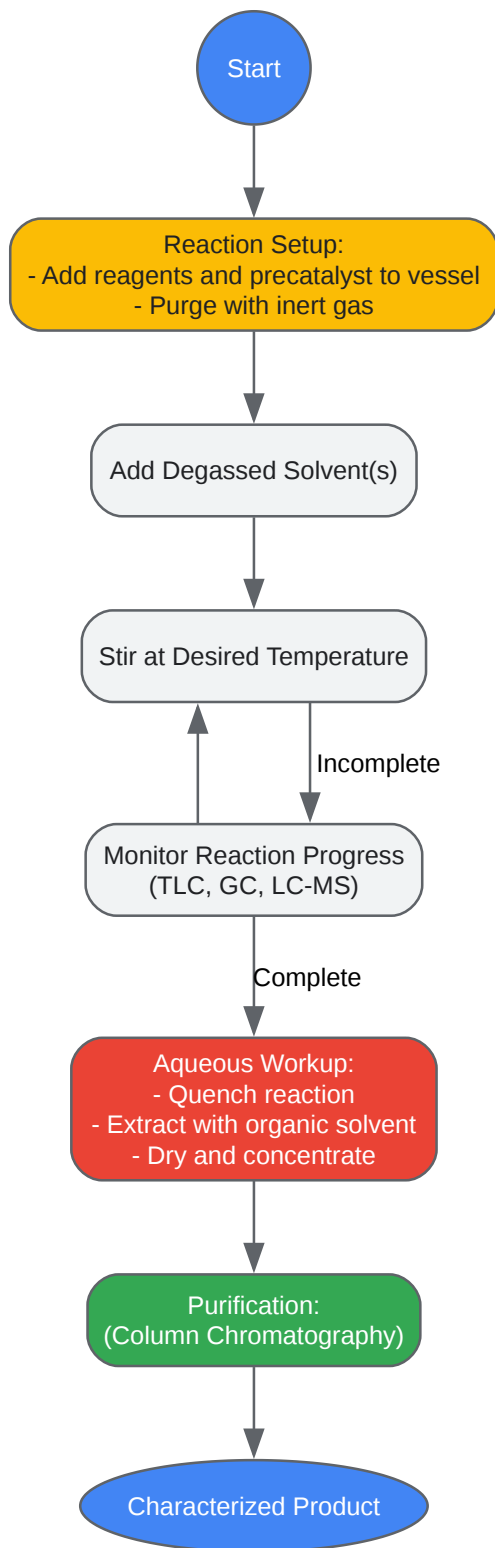 Start
Reaction Setup:
- Add reagents and precatalyst to vessel
- Purge with inert gas
Add Degassed Solvent(s)
Stir at Desired Temperature
Incomplete
Monitor Reaction Progress
(TLC, GC, LC-MS)
Complete
Aqueous Workup:
- Quench reaction
- Extract with organic solvent
- Dry and concentrate
Purification:
(Column Chromatography)
Characterized Product